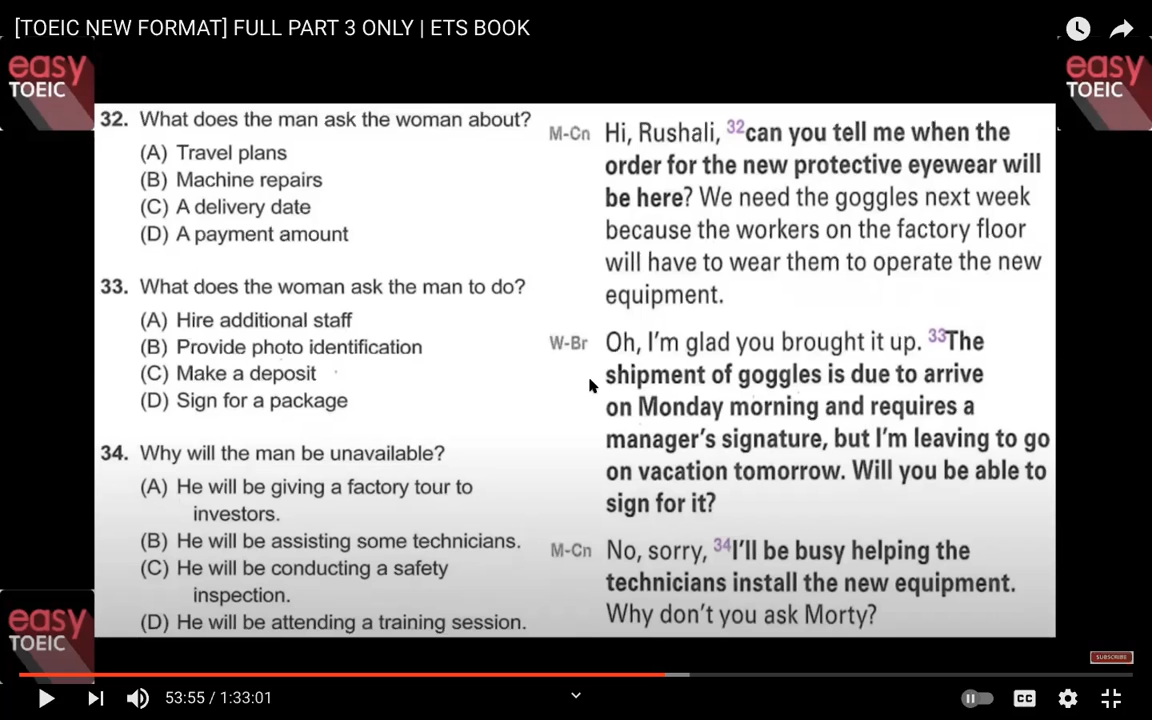 [TOEIC NEW FORMAT] FULL PART 3 ONLY | ETS BOOK
easy
TOEIC
easy
TOEIC
32. What does the man ask the woman about?
(A) Travel plans
(B) Machine repairs
(C) A delivery date
(D) A payment amount
33. What does the woman ask the man to do?
(A) Hire additional staff
(B) Provide photo identification
(C) Make a deposit
(D) Sign for a package
34. Why will the man be unavailable?
(A) He will be giving a factory tour to
investors.
(B) He will be assisting some technicians.
(C) He will be conducting a safety
inspection.
(D) He will be attending a training session.
M-Cn Hi, Rushali, 32can you tell me when the
order for the new protective eyewear will
be here? We need the goggles next week
because the workers on the factory floor
will have to wear them to operate the new
equipment.
W-Br Oh, I'm glad you brought it up. 33The
shipment of goggles is due to arrive
on Monday morning and requires a
manager's signature, but I'm leaving to go
on vacation tomorrow. Will you be able to
sign for it?
M-Cn No, sorry, 34I'll be busy helping the
technicians install the new equipment.
Why don't you ask Morty?
easy
TOEIC
SUBSCRIBE
53:55 / 1:33:01
CC